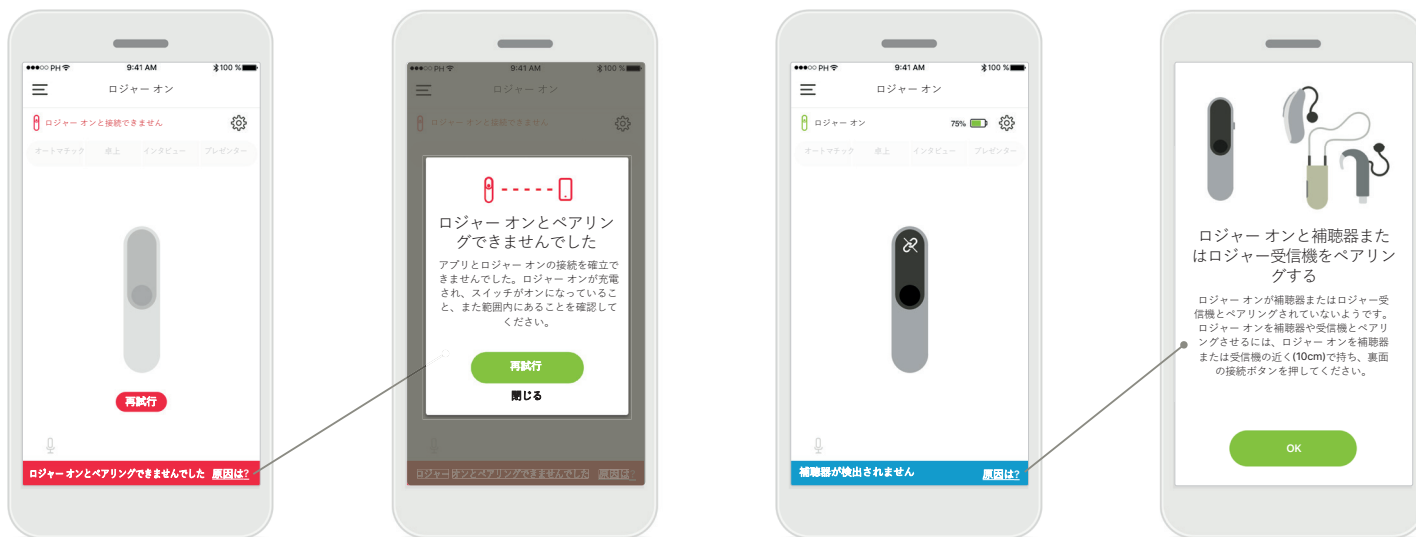 ●●●○○ PH 9:41 AM 100 %
ロジャー オン
ロジャー オンと接続できません
オートマチック 卓上 インタビュー プレゼンター
再試行
ロジャー オンとペアリングできませんでした 原因は?
●●●○○ PH 9:41 AM 100 %
ロジャー オン
ロジャー オンと接続できません
ロジャー オンとペアリン
グできませんでした
アプリとロジャー オンの接続を確立で
きませんでした。ロジャー オンが充電
され、スイッチがオンになっているこ
と、また範囲内にあることを確認して
ください。
再試行
閉じる
ロジャー オンとペアリングできませんでした 原因は?
●●●○○ PH 9:41 AM 100 %
ロジャー オン
ロジャー オン 75%
オートマチック 卓上 インタビュー プレゼンター
補聴器が検出されません 原因は?
ロジャー オンと補聴器また
はロジャー受信機をペアリン
グする
ロジャー オンが補聴器またはロジャー受
信機とペアリングされていないようです。
ロジャー オンを補聴器や受信機とペアリ
ングさせるには、ロジャー オンを補聴器
または受信機の近く(10cm)で持ち、裏面
の接続ボタンを押してください。
OK